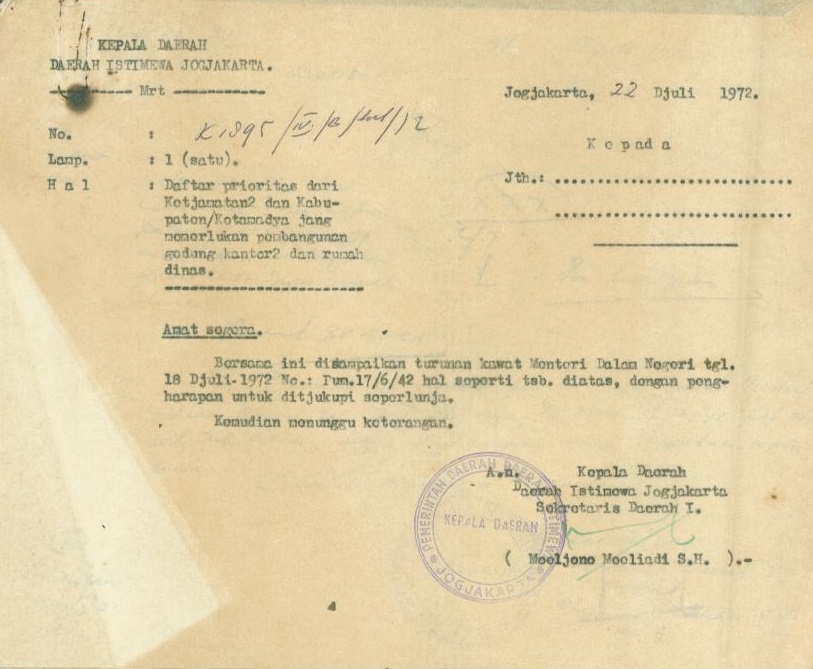 KEPALA DAERAH
DAERAH ISTIMEWA JOGJAKARTA.
Mrt
Jogjakarta, 22 Djuli 1972.
No. : K1895/IV/B/
Lamp. : 1 (satu).
Hal : Daftar prioritas dari
Ketjamatan2 dan Kabu-
paten/Kotamadya jang
memerlukan pembangunan
gedung kantor2 dan rumah
dinas.
Kepada
Jth.:
Amat segera.
Bersama ini disampaikan turunan kawat Menteri Dalam Negeri tgl.
18 Djuli-1972 No.: Pum.17/6/42 hal seperti tsb. diatas, dengan peng-
harapan untuk ditjukupi seperlunja.
Kemudian menunggu keterangan.
A.n. Kepala Daerah
Daerah Istimewa Jogjakarta
Sekretaris Daerah I.
( Moeljono Moeliadi S.H. ).-
PEMERINTAH DAERAH DAERAH ISTIMEWA
KEPALA DAERAH
JOGJAKARTA